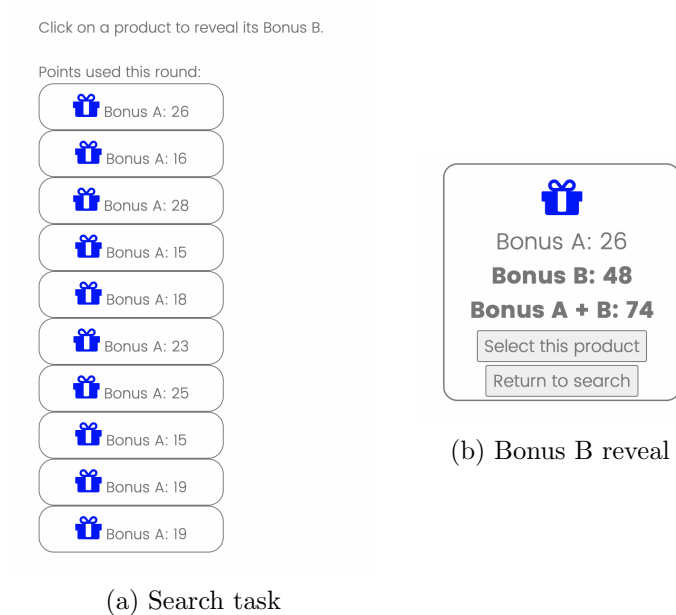 Click on a product to reveal its Bonus B.
Points used this round:
Bonus A: 26
Bonus A: 16
Bonus A: 28
Bonus A: 15
Bonus A: 18
Bonus A: 23
Bonus A: 25
Bonus A: 15
Bonus A: 19
Bonus A: 19
(a) Search task
Bonus A: 26
Bonus B: 48
Bonus A + B: 74
Select this product
Return to search
(b) Bonus B reveal